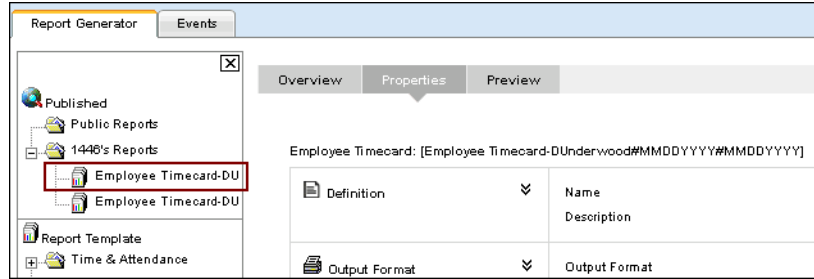 Report Generator
Events
Published
Public Reports
1446's Reports
Employee Timecard-DU
Employee Timecard-DU
Report Template
Time & Attendance
Overview
Properties
Preview
Employee Timecard: [Employee Timecard-DUnderwood#MMDDYYYY#MMDDYYYY]
Definition
Name
Description
Output Format
Output Format